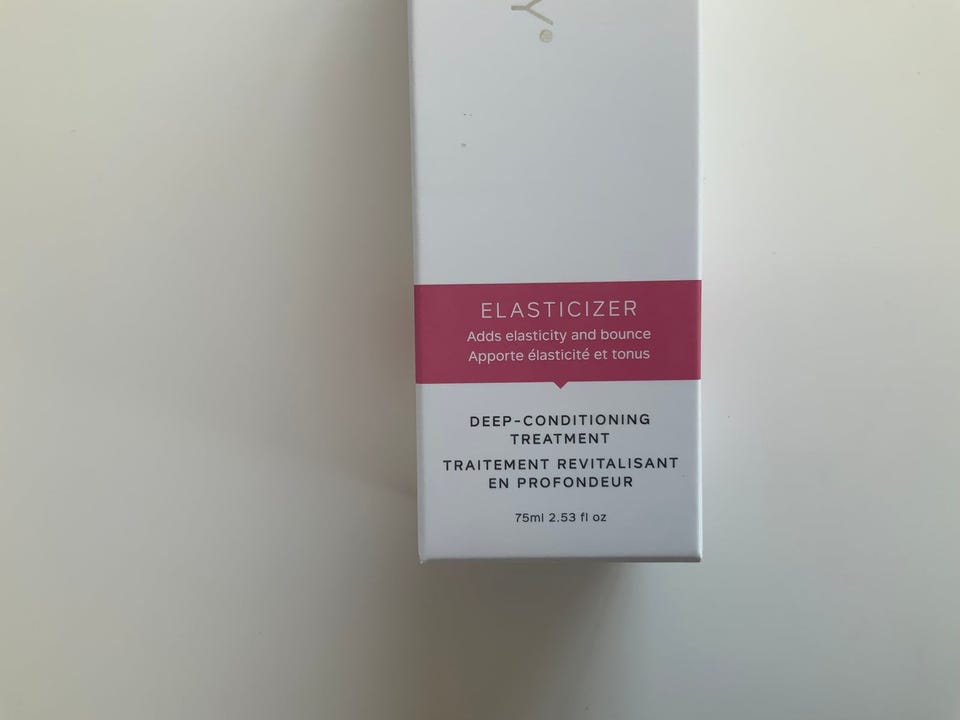 Y
ELASTICIZER
Adds elasticity and bounce
Apporte élasticité et tonus
DEEP-CONDITIONING
TREATMENT
TRAITEMENT REVITALISANT
EN PROFONDEUR
75ml 2.53 fl oz